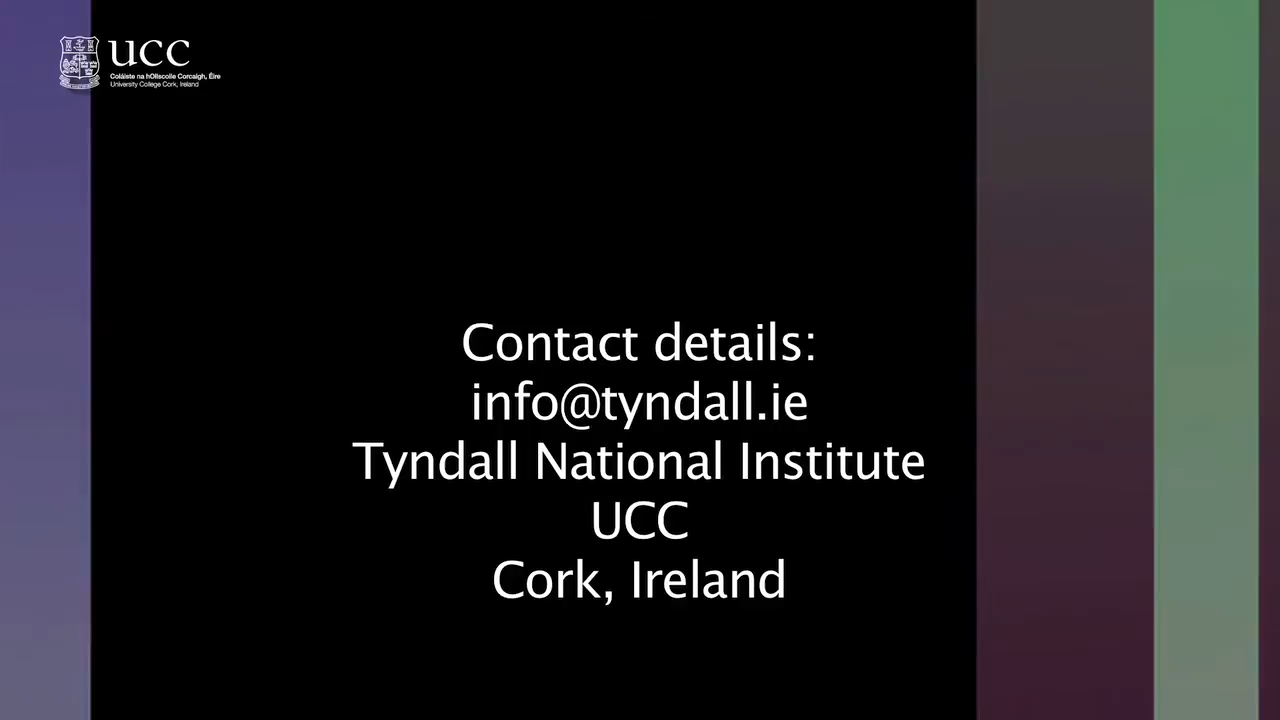 UCC
Coláiste na hOllscoile Corcaigh, Éire
University College Cork, Ireland
Contact details:
info@tyndall.ie
Tyndall National Institute
UCC
Cork, Ireland